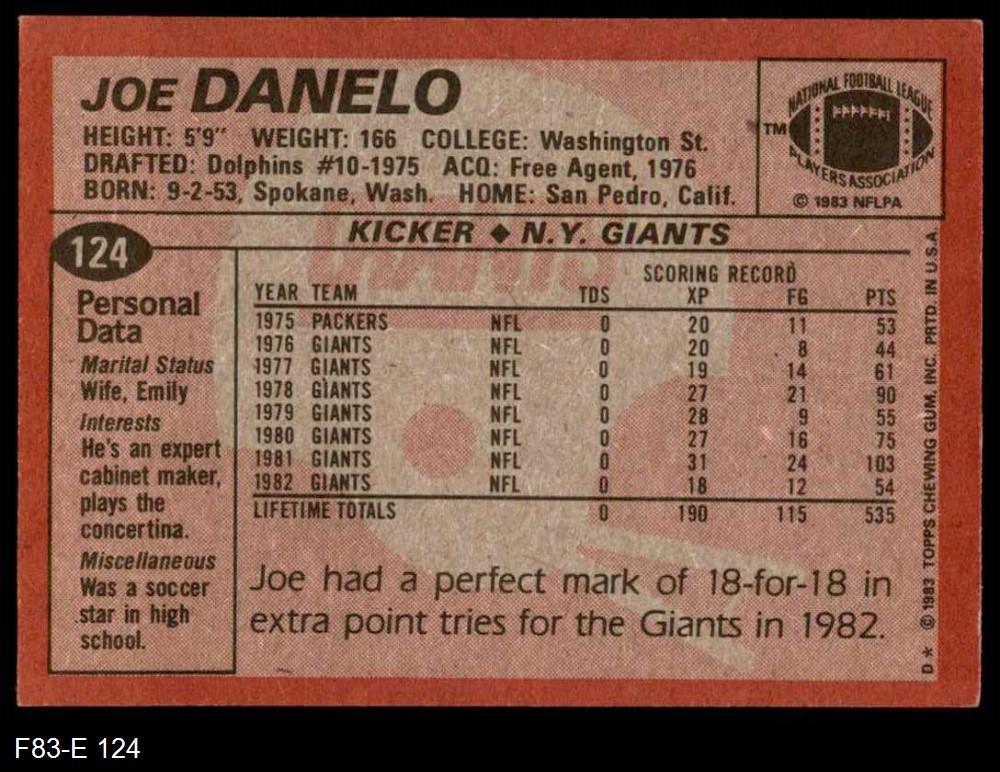 JOE DANELO
HEIGHT: 5'9" WEIGHT: 166 COLLEGE: Washington St.
DRAFTED: Dolphins #10-1975 ACQ: Free Agent, 1976
BORN: 9-2-53, Spokane, Wash. HOME: San Pedro, Calif.
NATIONAL FOOTBALL LEAGUE
TM
PLAYERS ASSOCIATION
© 1983 NFLPA
124
KICKER ◆ N.Y. GIANTS
Personal
Data
Marital Status
Wife, Emily
Interests
He's an expert
cabinet maker,
plays the
concertina.
Miscellaneous
Was a soccer
star in high
school.
SCORING RECORD
YEAR TEAM TDS XP FG PTS
1975 PACKERS NFL 0 20 11 53
1976 GIANTS NFL 0 20 8 44
1977 GIANTS NFL 0 19 14 61
1978 GIANTS NFL 0 27 21 90
1979 GIANTS NFL 0 28 9 55
1980 GIANTS NFL 0 27 16 75
1981 GIANTS NFL 0 31 24 103
1982 GIANTS NFL 0 18 12 54
LIFETIME TOTALS 0 190 115 535
Joe had a perfect mark of 18-for-18 in
extra point tries for the Giants in 1982.
D* © 1983 TOPPS CHEWING GUM, INC. PRTD. IN U.S.A.
F83-E 124